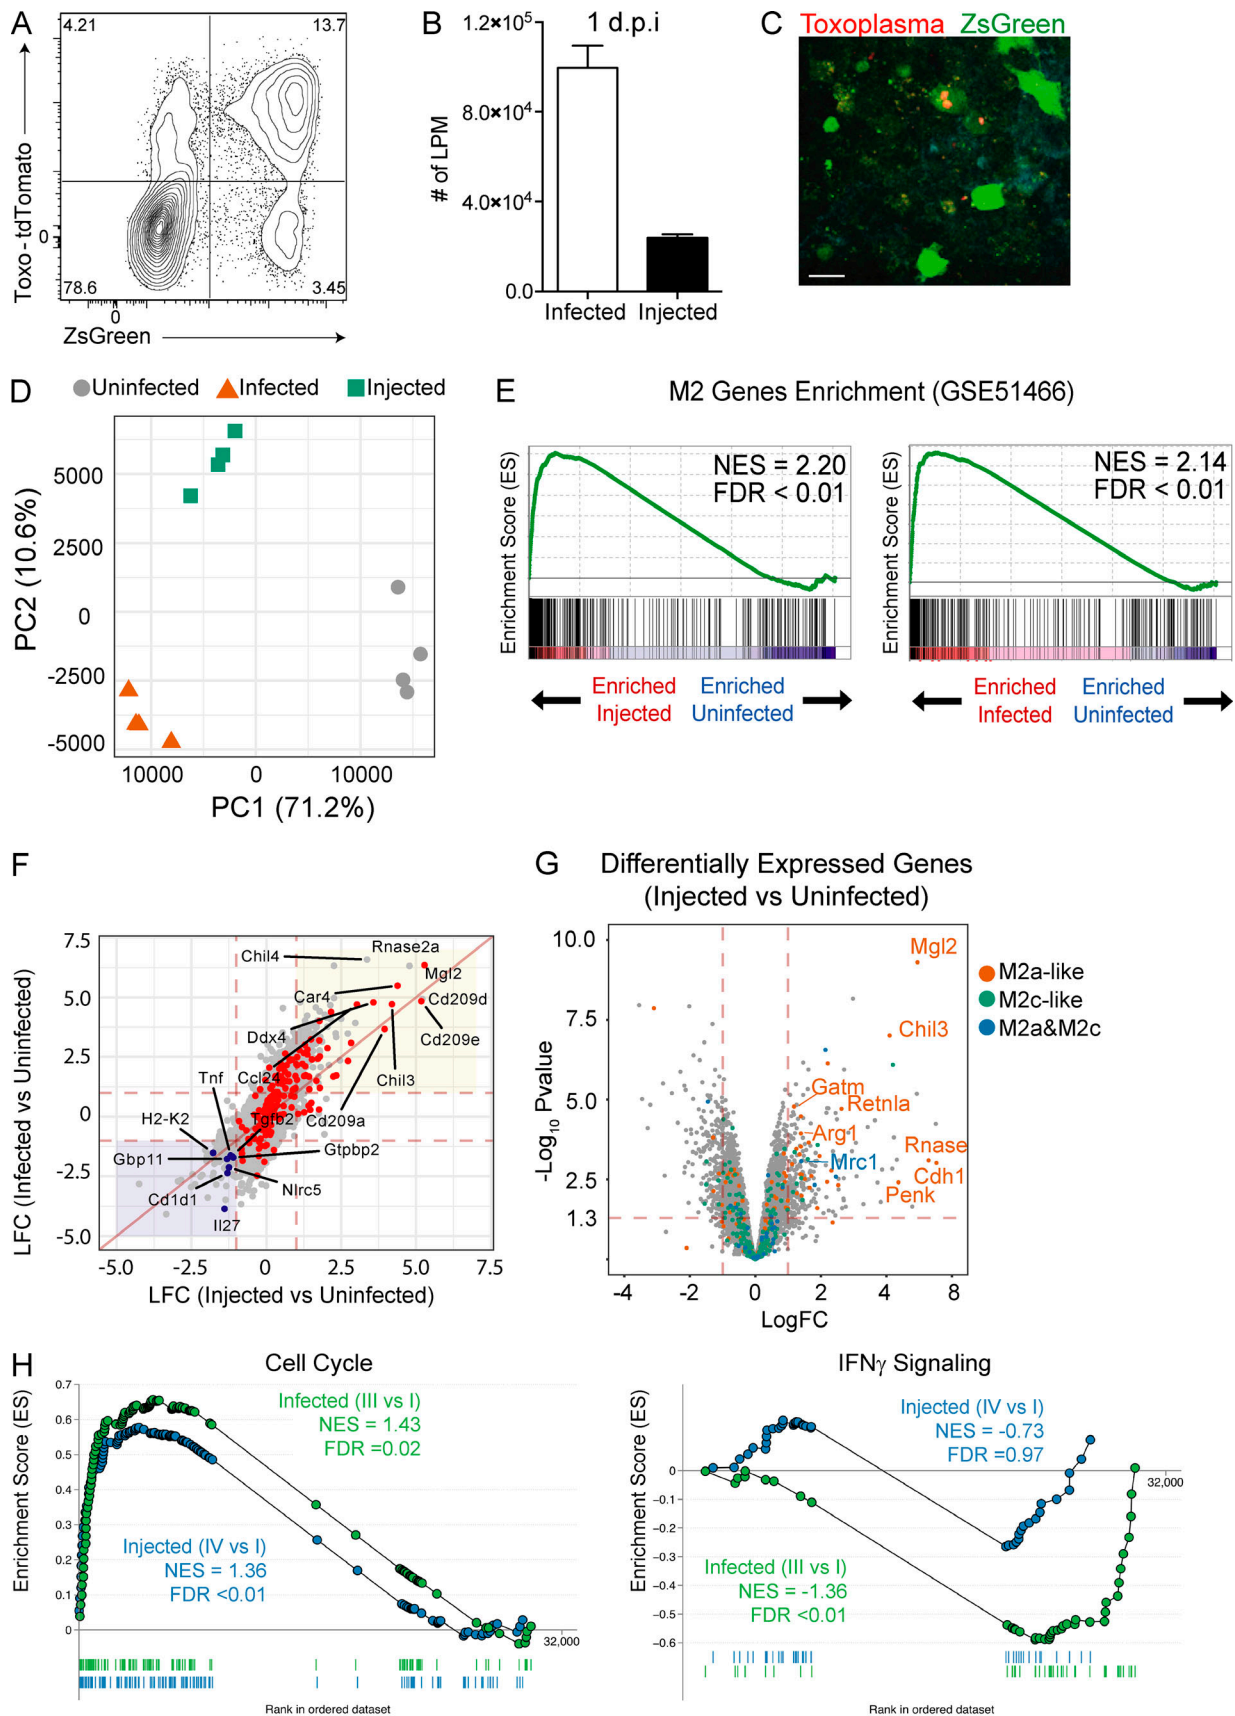 A
4.21
13.7
Toxo-tdTomato
0
78.6
3.45
0
ZsGreen
B
1 d.p.i
# of LPM
1.2×10⁵
8.0×10⁴
4.0×10⁴
0.0
Infected
Injected
C
Toxoplasma ZsGreen
D
Uninfected
Infected
Injected
PC2 (10.6%)
5000
2500
0
-2500
-5000
10000
0
10000
PC1 (71.2%)
E
M2 Genes Enrichment (GSE51466)
Enrichment Score (ES)
NES = 2.20
FDR < 0.01
Enriched
Injected
Enriched
Uninfected
Enrichment Score (ES)
NES = 2.14
FDR < 0.01
Enriched
Infected
Enriched
Uninfected
F
LFC (Infected vs Uninfected)
7.5
5.0
2.5
0
-2.5
-5.0
Chil4
Rnase2a
Mgl2
Car4
Cd209d
Ddx4
Cd209e
Tnf
Ccl24
Chil3
H2-K2
Tgfb2
Cd209a
Gbp11
Gtpbp2
Cd1d1
Nlrc5
Il27
-5.0
-2.5
0
2.5
5.0
7.5
LFC (Injected vs Uninfected)
G
Differentially Expressed Genes
(Injected vs Uninfected)
-Log10 Pvalue
10.0
7.5
5.0
2.5
1.3
Mgl2
Chil3
Gatm
Retnla
Arg1
Mrc1
Rnase
Cdh1
Penk
-4
-2
0
2
4
6
8
LogFC
M2a-like
M2c-like
M2a&M2c
H
Cell Cycle
Enrichment Score (ES)
0.7
0.6
0.5
0.4
0.3
0.2
0.1
0
Infected (III vs I)
NES = 1.43
FDR =0.02
Injected (IV vs I)
NES = 1.36
FDR <0.01
32,000
Rank in ordered dataset
IFNγ Signaling
Enrichment Score (ES)
0
−0.1
−0.2
−0.3
−0.4
−0.5
−0.6
Injected (IV vs I)
NES = -0.73
FDR =0.97
32,000
Infected (III vs I)
NES = -1.36
FDR <0.01
Rank in ordered dataset